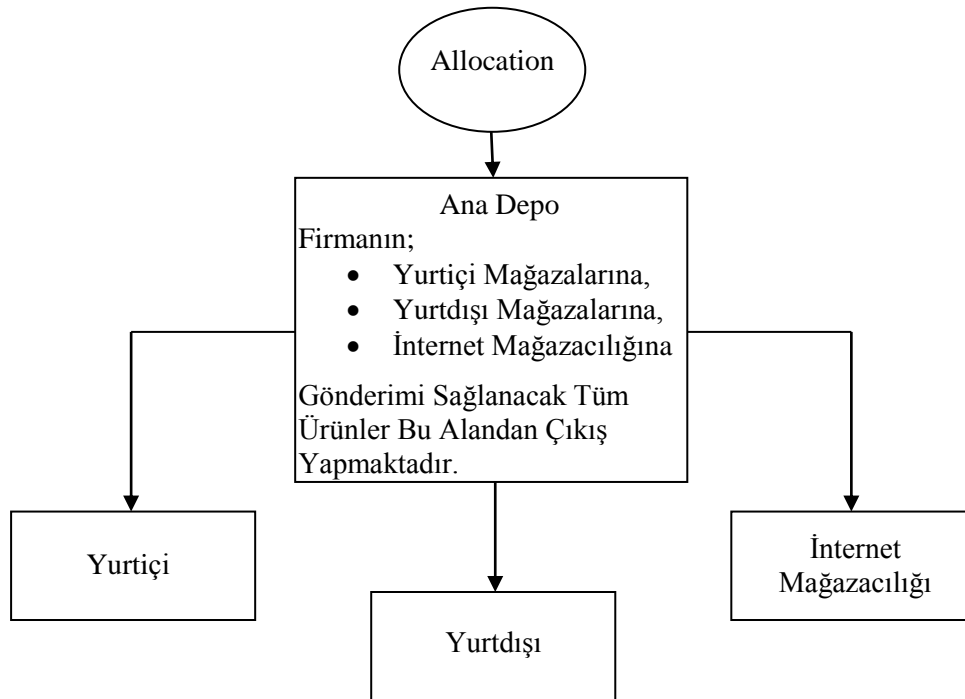 Allocation
Ana Depo
Firmanın;
• Yurtiçi Mağazalarına,
• Yurtdışı Mağazalarına,
• İnternet Mağazacılığına
Gönderimi Sağlanacak Tüm
Ürünler Bu Alandan Çıkış
Yapmaktadır.
Yurtiçi
İnternet
Mağazacılığı
Yurtdışı